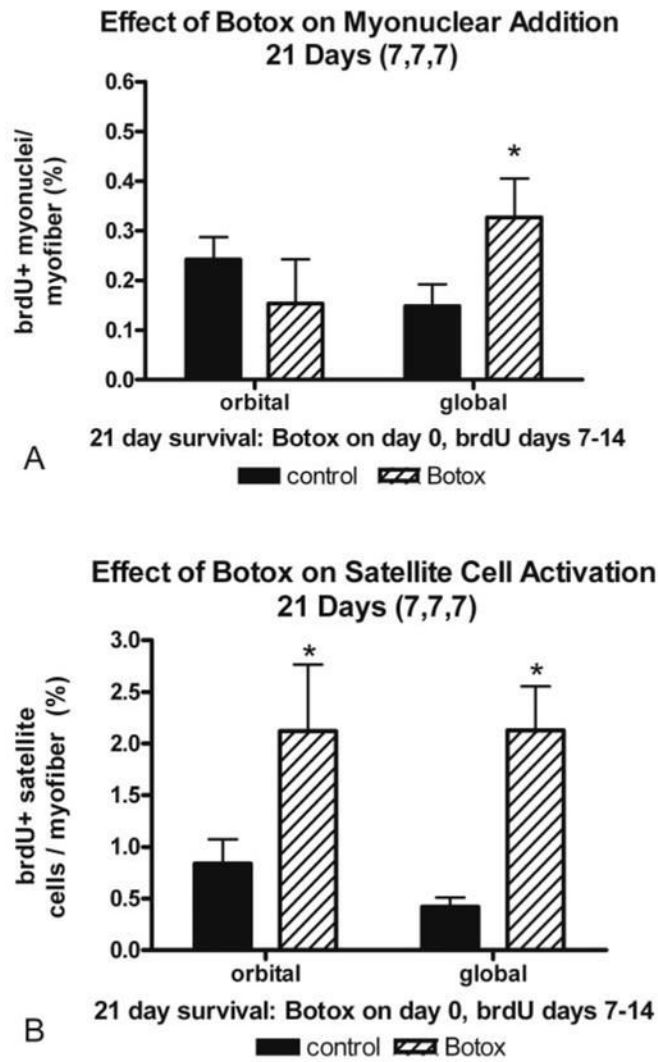 Effect of Botox on Myonuclear Addition
21 Days (7,7,7)
brdU+ myonuclei/
myofiber (%)
0.6
0.5
0.4
0.3
0.2
0.1
0.0
*
orbital global
21 day survival: Botox on day 0, brdU days 7-14
A
control Botox
Effect of Botox on Satellite Cell Activation
21 Days (7,7,7)
brdU+ satellite
cells / myofiber (%)
3.0
2.5
2.0
1.5
1.0
0.5
0.0
* *
orbital global
21 day survival: Botox on day 0, brdU days 7-14
B
control Botox